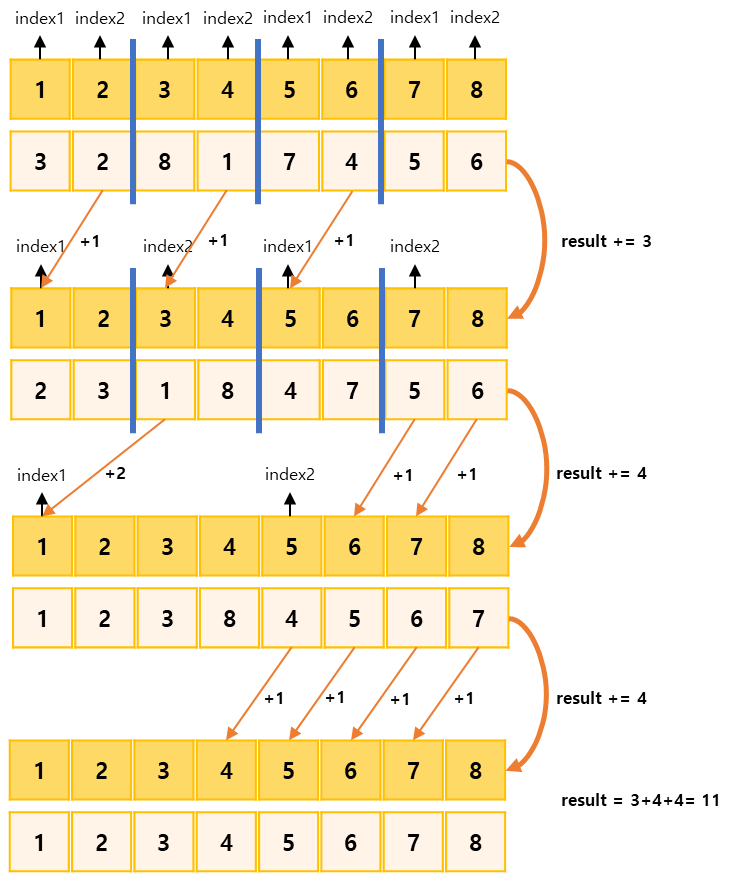 index1 index2 index1 index2 index1 index2 index1 index2
1 2 3 4 5 6 7 8
3 2 8 1 7 4 5 6
+1 +1 +1 result += 3
index1 index2 index1 index2
1 2 3 4 5 6 7 8
2 3 1 8 4 7 5 6
+2 +1 +1 result += 4
index1 index2
1 2 3 4 5 6 7 8
1 2 3 8 4 5 6 7
+1 +1 +1 +1 result += 4
1 2 3 4 5 6 7 8
result = 3+4+4= 11
1 2 3 4 5 6 7 8